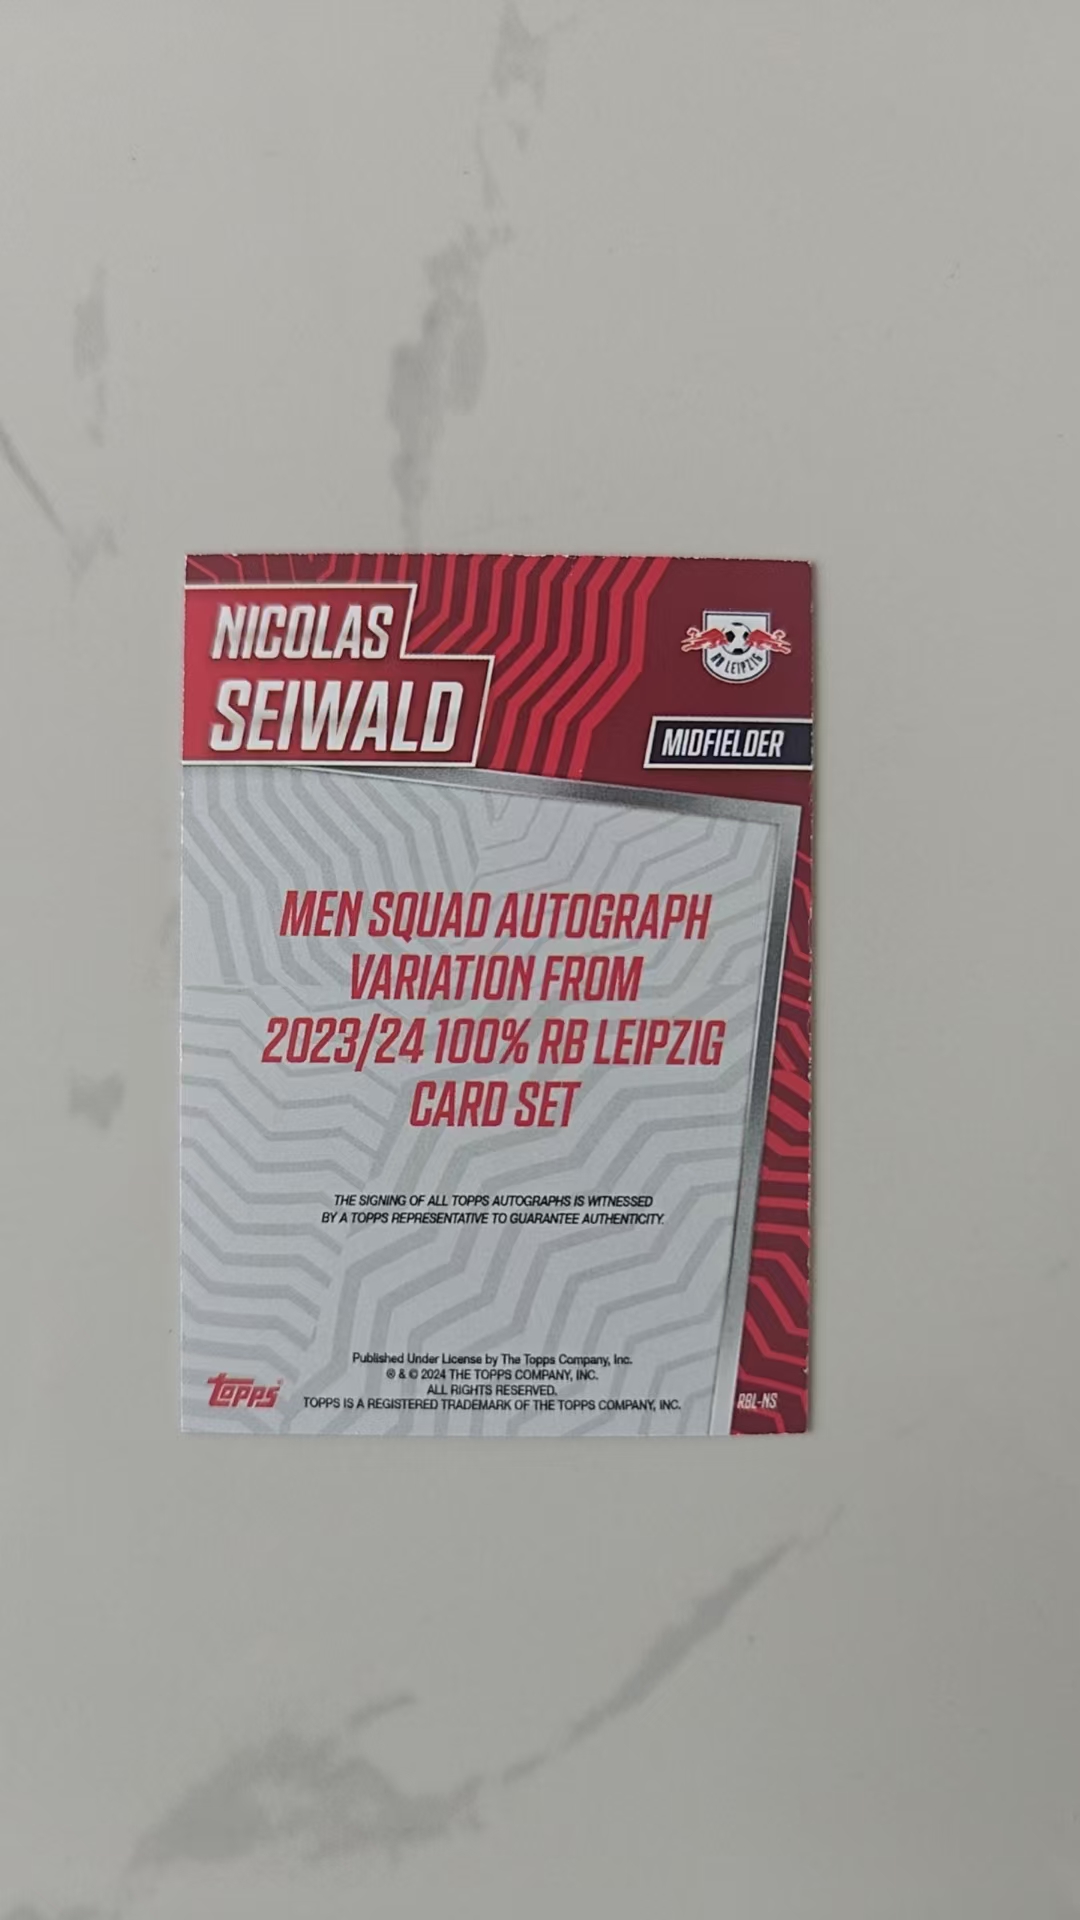 NICOLAS
SEIWALD
RB LEIPZIG
MIDFIELDER
MEN SQUAD AUTOGRAPH
VARIATION FROM
2023/24 100% RB LEIPZIG
CARD SET
THE SIGNING OF ALL TOPPS AUTOGRAPHS IS WITNESSED
BY A TOPPS REPRESENTATIVE TO GUARANTEE AUTHENTICITY.
Published Under License by The Topps Company, Inc.
® & © 2024 THE TOPPS COMPANY, INC.
ALL RIGHTS RESERVED.
TOPPS IS A REGISTERED TRADEMARK OF THE TOPPS COMPANY, INC.
Topps
RBL-NS